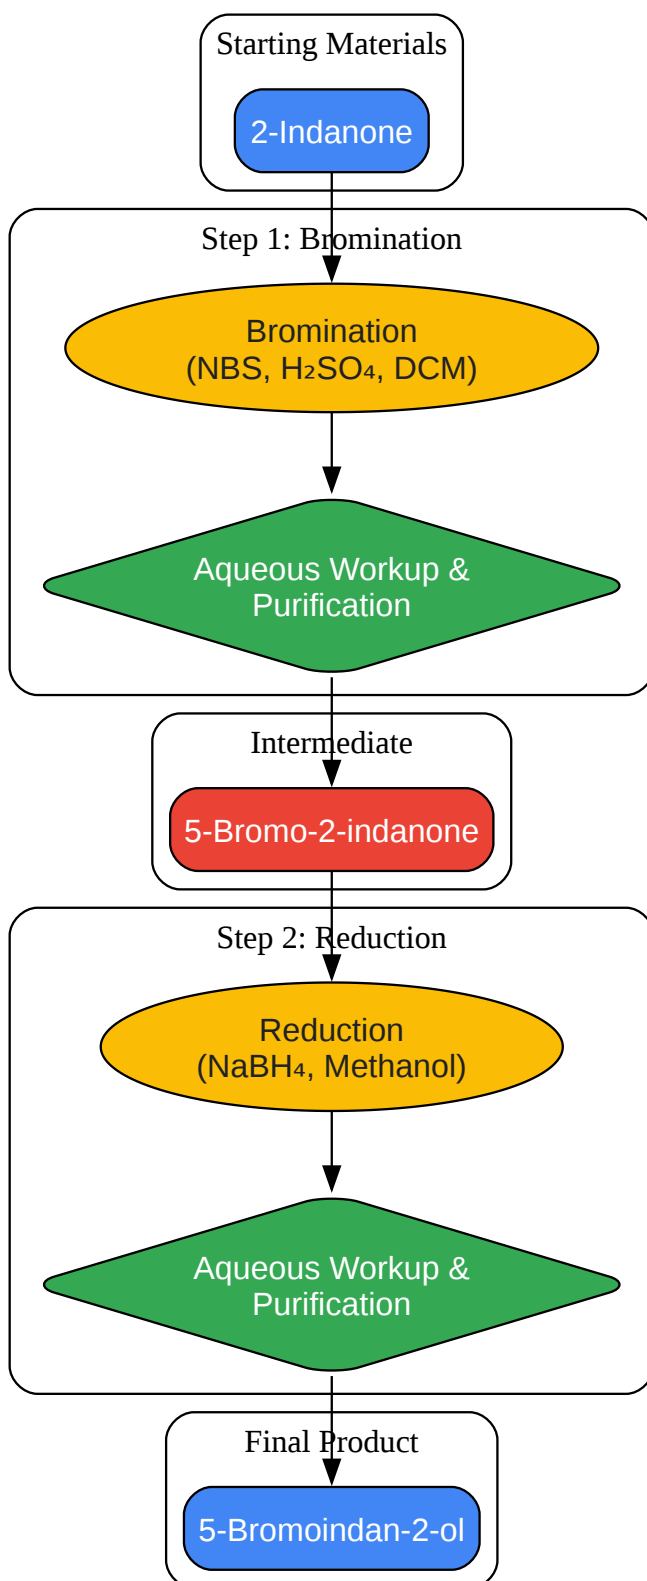 Starting Materials
2-Indanone
Step 1: Bromination
Bromination
(NBS, H₂SO₄, DCM)
Aqueous Workup &
Purification
Intermediate
5-Bromo-2-indanone
Step 2: Reduction
Reduction
(NaBH₄, Methanol)
Aqueous Workup &
Purification
Final Product
5-Bromoindan-2-ol